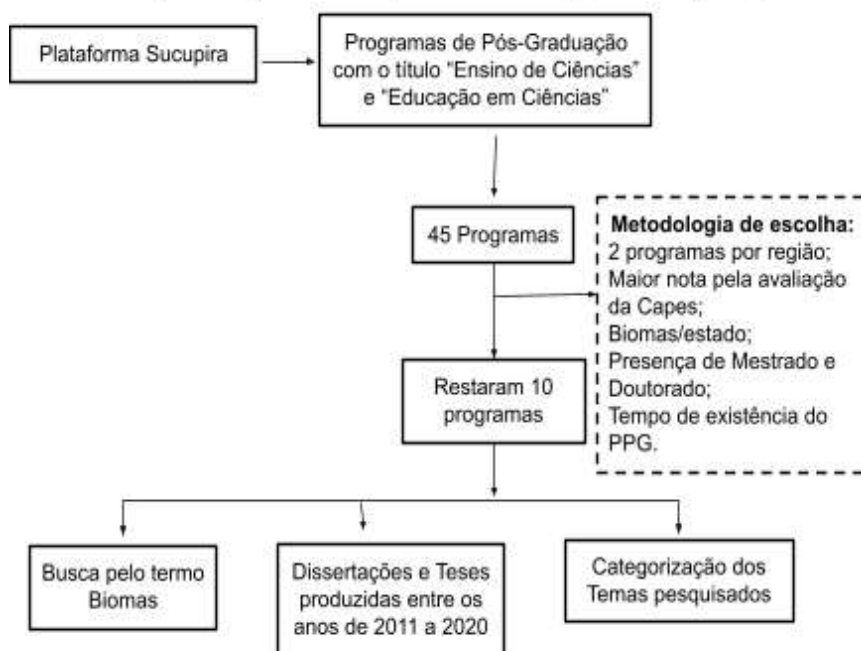 Plataforma Sucupira
Programas de Pós-Graduação
com o título “Ensino de Ciências”
e “Educação em Ciências”
45 Programas
Metodologia de escolha:
2 programas por região;
Maior nota pela avaliação
da Capes;
Biomas/estado;
Presença de Mestrado e
Doutorado;
Tempo de existência do
PPG.
Restaram 10
programas
Busca pelo termo
Biomas
Dissertações e Teses
produzidas entre os
anos de 2011 a 2020
Categorização dos
Temas pesquisados